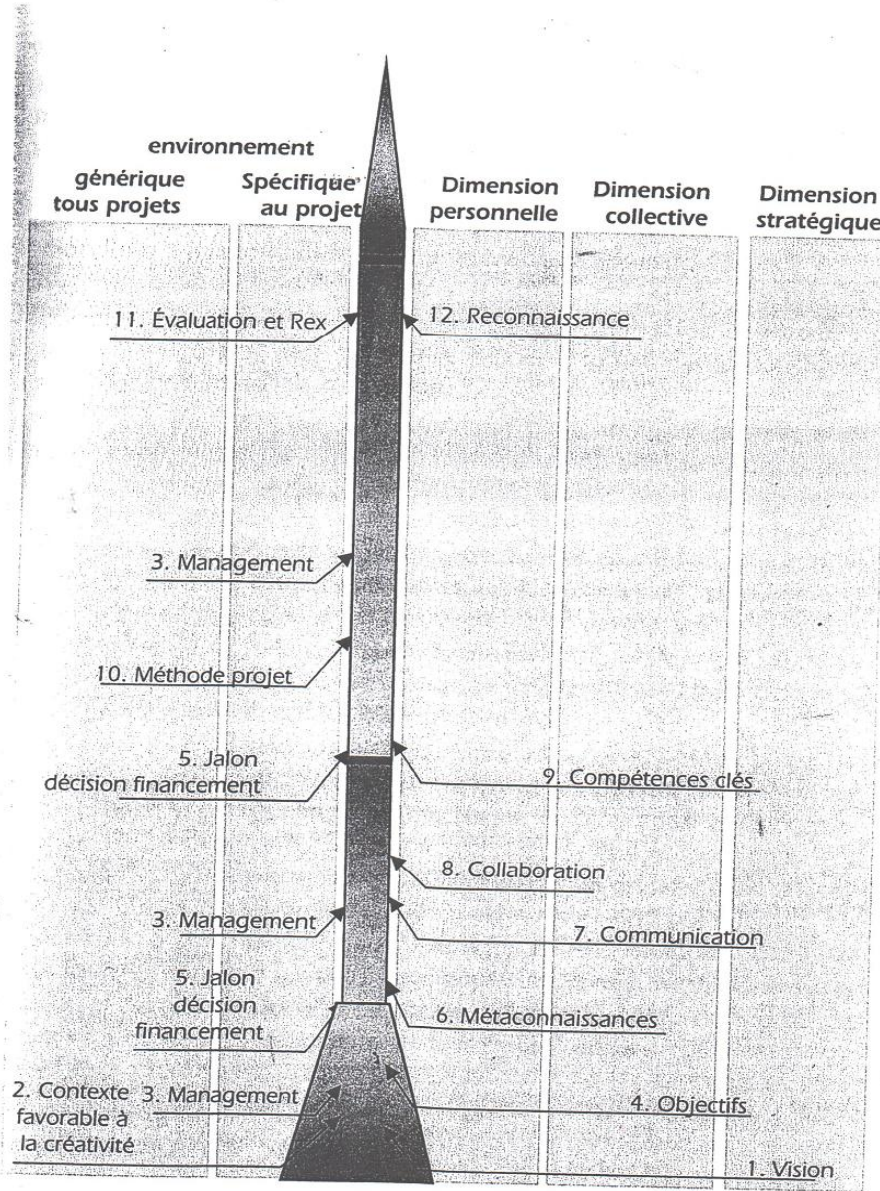 environnement
générique
tous projets
Spécifique
au projet
Dimension
personnelle
Dimension
collective
Dimension
stratégique
11. Évaluation et Rex
12. Reconnaissance
3. Management
10. Méthode projet
5. Jalon
décision financement
9. Compétences clés
8. Collaboration
3. Management
7. Communication
5. Jalon
décision
financement
6. Métaconnaissances
2. Contexte
favorable à
la créativité
3. Management
4. Objectifs
1. Vision